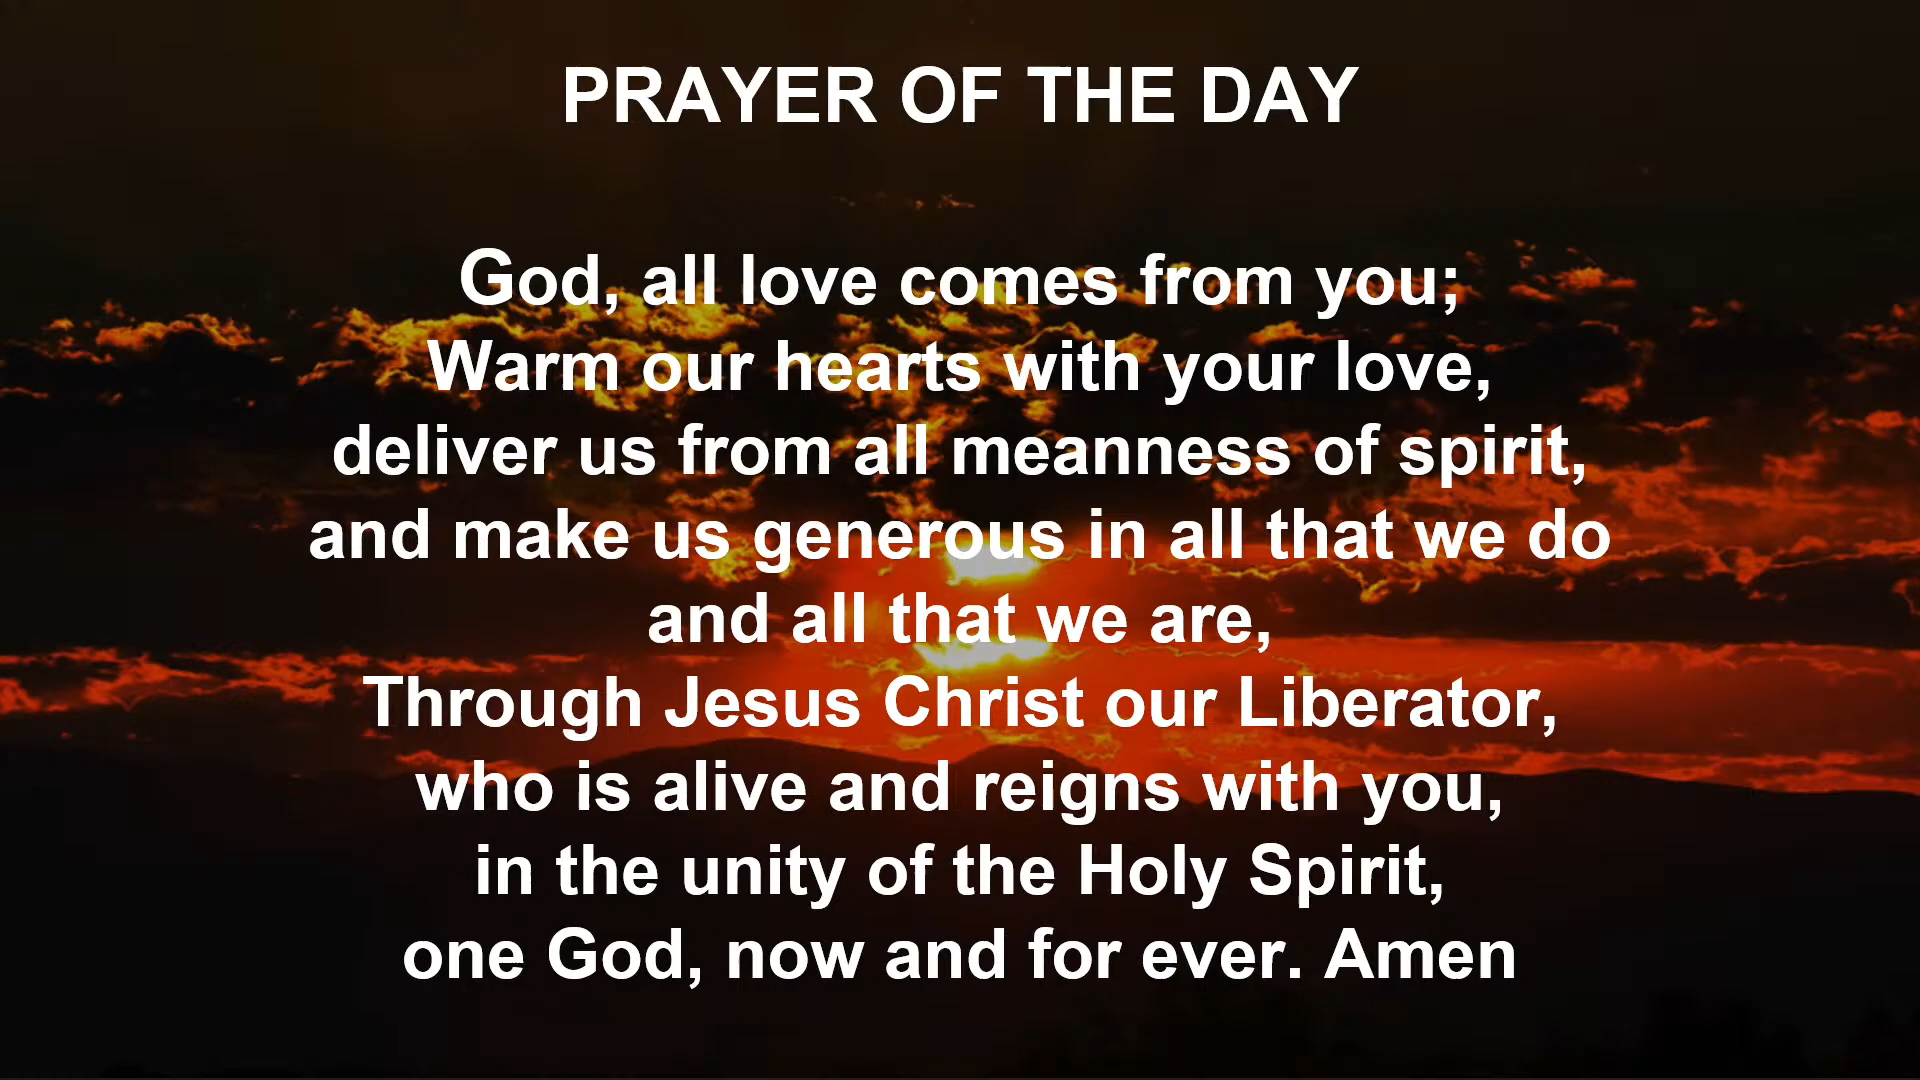 PRAYER OF THE DAY
God, all love comes from you;
Warm our hearts with your love,
deliver us from all meanness of spirit,
and make us generous in all that we do
and all that we are,
Through Jesus Christ our Liberator,
who is alive and reigns with you,
in the unity of the Holy Spirit,
one God, now and for ever. Amen